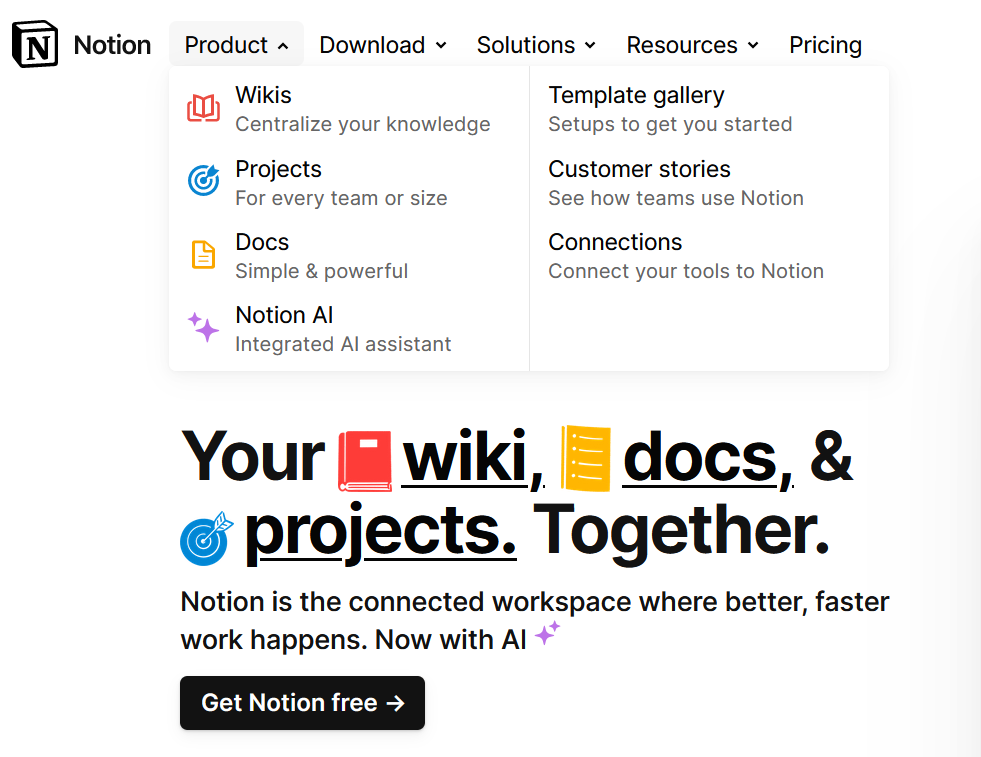 Notion Product Download Solutions Resources Pricing
Wikis
Centralize your knowledge
Projects
For every team or size
Docs
Simple & powerful
Notion AI
Integrated AI assistant
Template gallery
Setups to get you started
Customer stories
See how teams use Notion
Connections
Connect your tools to Notion
Your wiki, docs, &
projects. Together.
Notion is the connected workspace where better, faster
work happens. Now with AI
Get Notion free →